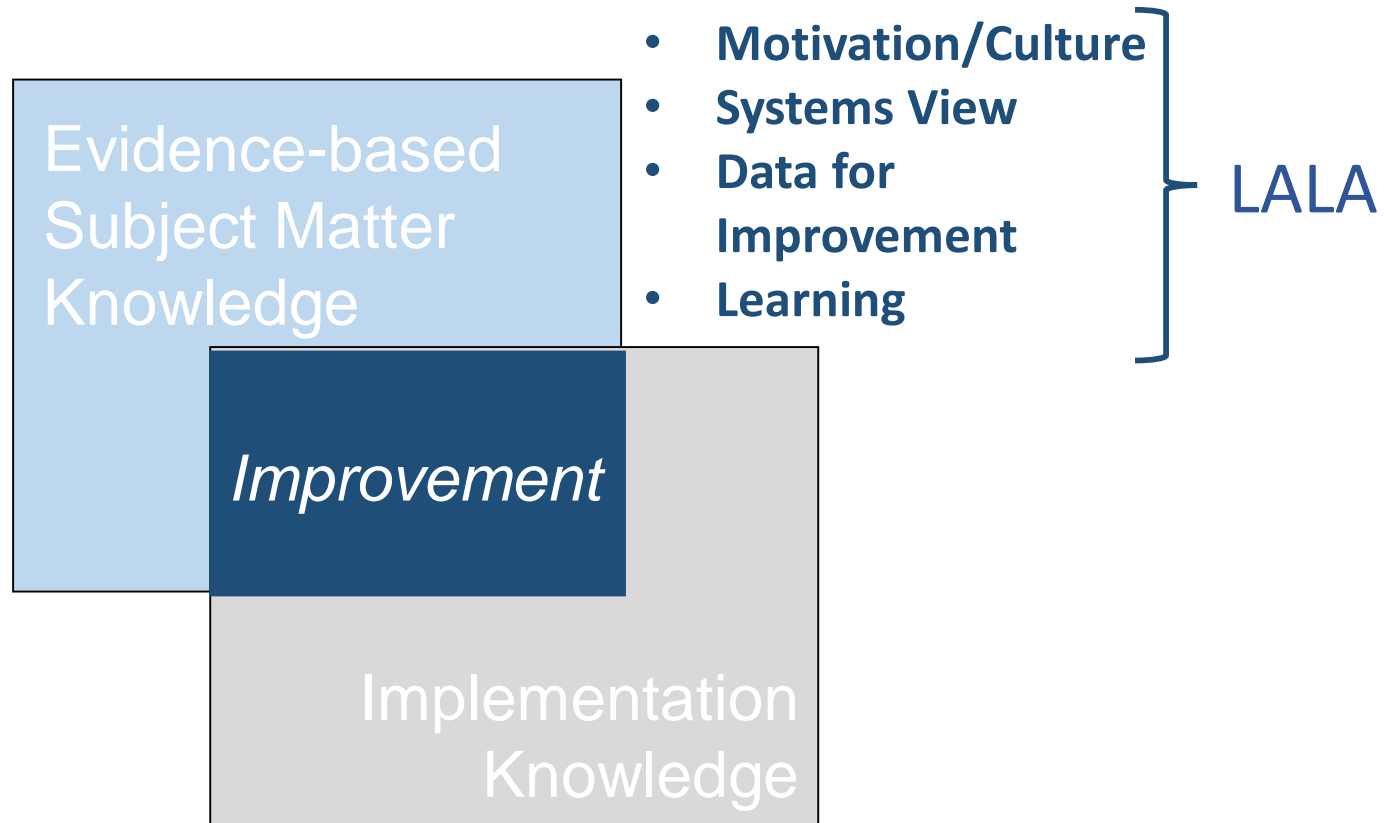 • Motivation/Culture
• Systems View
• Data for
Improvement
• Learning
LALA
Evidence-based
Subject Matter
Knowledge
Improvement
Implementation
Knowledge